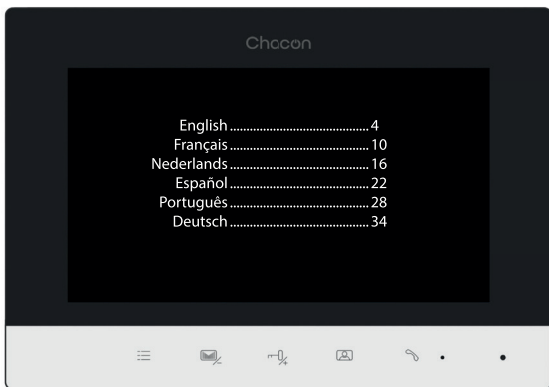 Chacon
English .......................................... 4
Français .......................................... 10
Nederlands .......................................... 16
Español .......................................... 22
Português .......................................... 28
Deutsch .......................................... 34